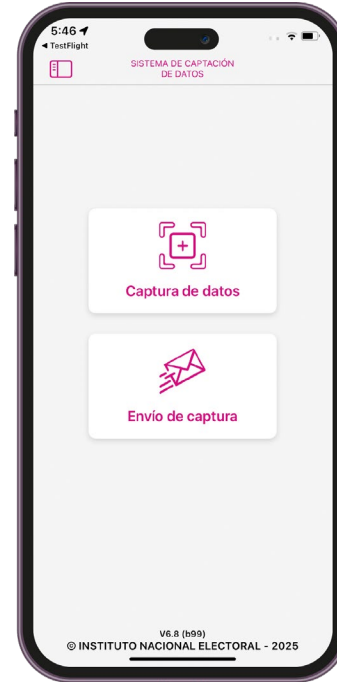 5:46
◀ TestFlight
SISTEMA DE CAPTACIÓN
DE DATOS
Captura de datos
Envío de captura
V6.8 (b99)
© INSTITUTO NACIONAL ELECTORAL - 2025